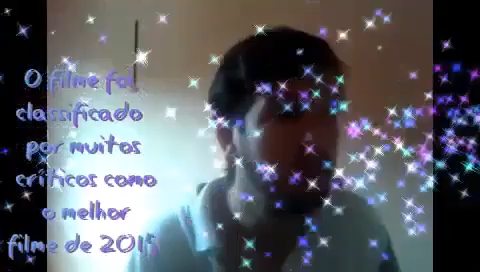 O filme foi
classificado
por muitos
críticos como
o melhor
filme de 2015